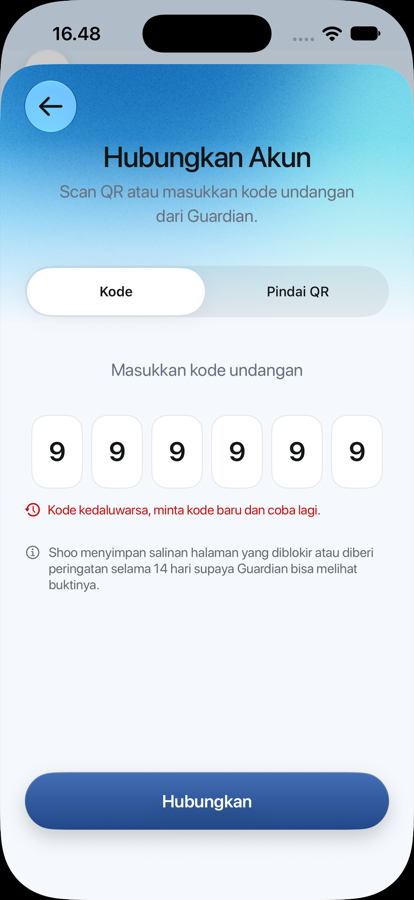 16.48
Hubungkan Akun
Scan QR atau masukkan kode undangan
dari Guardian.
Kode
Pindai QR
Masukkan kode undangan
9 9 9 9 9 9
Kode kedaluwarsa, minta kode baru dan coba lagi.
Shoo menyimpan salinan halaman yang diblokir atau diberi
peringatan selama 14 hari supaya Guardian bisa melihat
buktinya.
Hubungkan